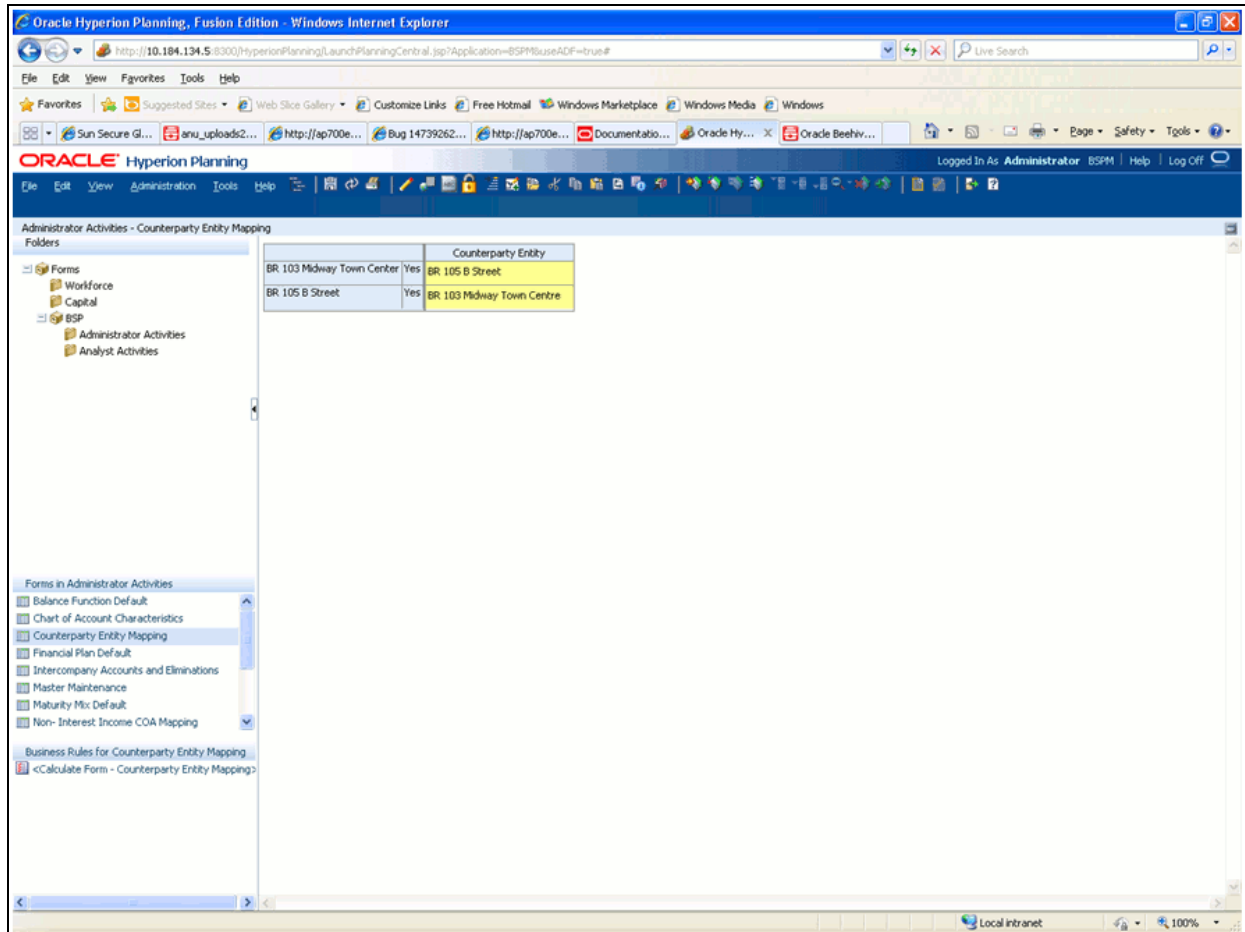 Oracle Hyperion Planning, Fusion Edition - Windows Internet Explorer
http://10.184.134.5:8300/HyperionPlanning/LaunchPlanningCentral.jsp?Application=BSPM&useADF=true#
Live Search
File Edit View Favorites Tools Help
Favorites Suggested Sites Web Slice Gallery Customize Links Free Hotmail Windows Marketplace Windows Media Windows
Sun Secure Gl... anu_uploads2... http://ap700e... Bug 14739262... http://ap700e... Documentatio... Oracle Hy... X Oracle Beehiv... Page Safety Tools
ORACLE Hyperion Planning Logged In As Administrator BSPM | Help | Log Off
File Edit View Administration Tools Help
Administrator Activities - Counterparty Entity Mapping
Folders
Forms
Workforce
Capital
BSP
Administrator Activities
Analyst Activities
Counterparty Entity
BR 103 Midway Town Center Yes BR 105 B Street
BR 105 B Street Yes BR 103 Midway Town Centre
Forms in Administrator Activities
Balance Function Default
Chart of Account Characteristics
Counterparty Entity Mapping
Financial Plan Default
Intercompany Accounts and Eliminations
Master Maintenance
Maturity Mix Default
Non- Interest Income COA Mapping
Business Rules for Counterparty Entity Mapping
<Calculate Form - Counterparty Entity Mapping>
Local intranet 100%